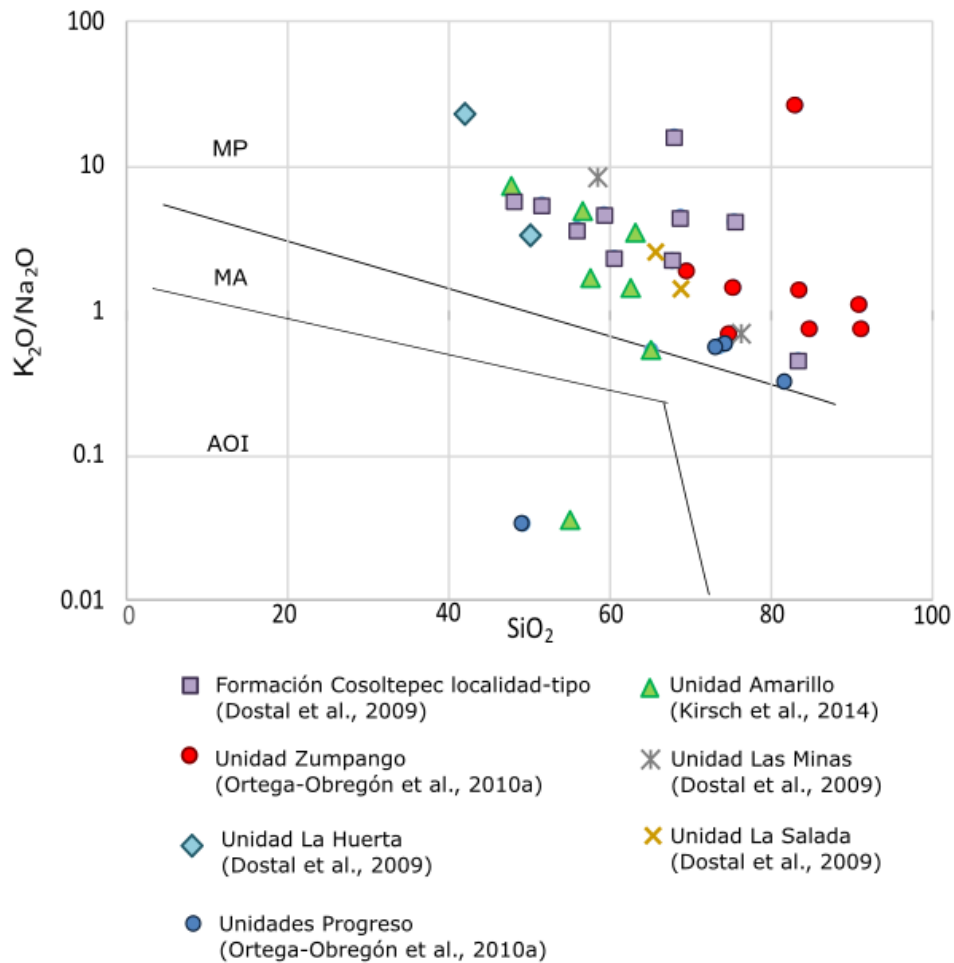 100
10
1
0.1
0.01
K₂O/Na₂O
MP
MA
AOI
0
20
40
60
80
100
SiO₂
Formación Cosoltepec localidad-tipo
(Dostal et al., 2009)
Unidad Zumpango
(Ortega-Obregón et al., 2010a)
Unidad La Huerta
(Dostal et al., 2009)
Unidades Progreso
(Ortega-Obregón et al., 2010a)
Unidad Amarillo
(Kirsch et al., 2014)
Unidad Las Minas
(Dostal et al., 2009)
Unidad La Salada
(Dostal et al., 2009)